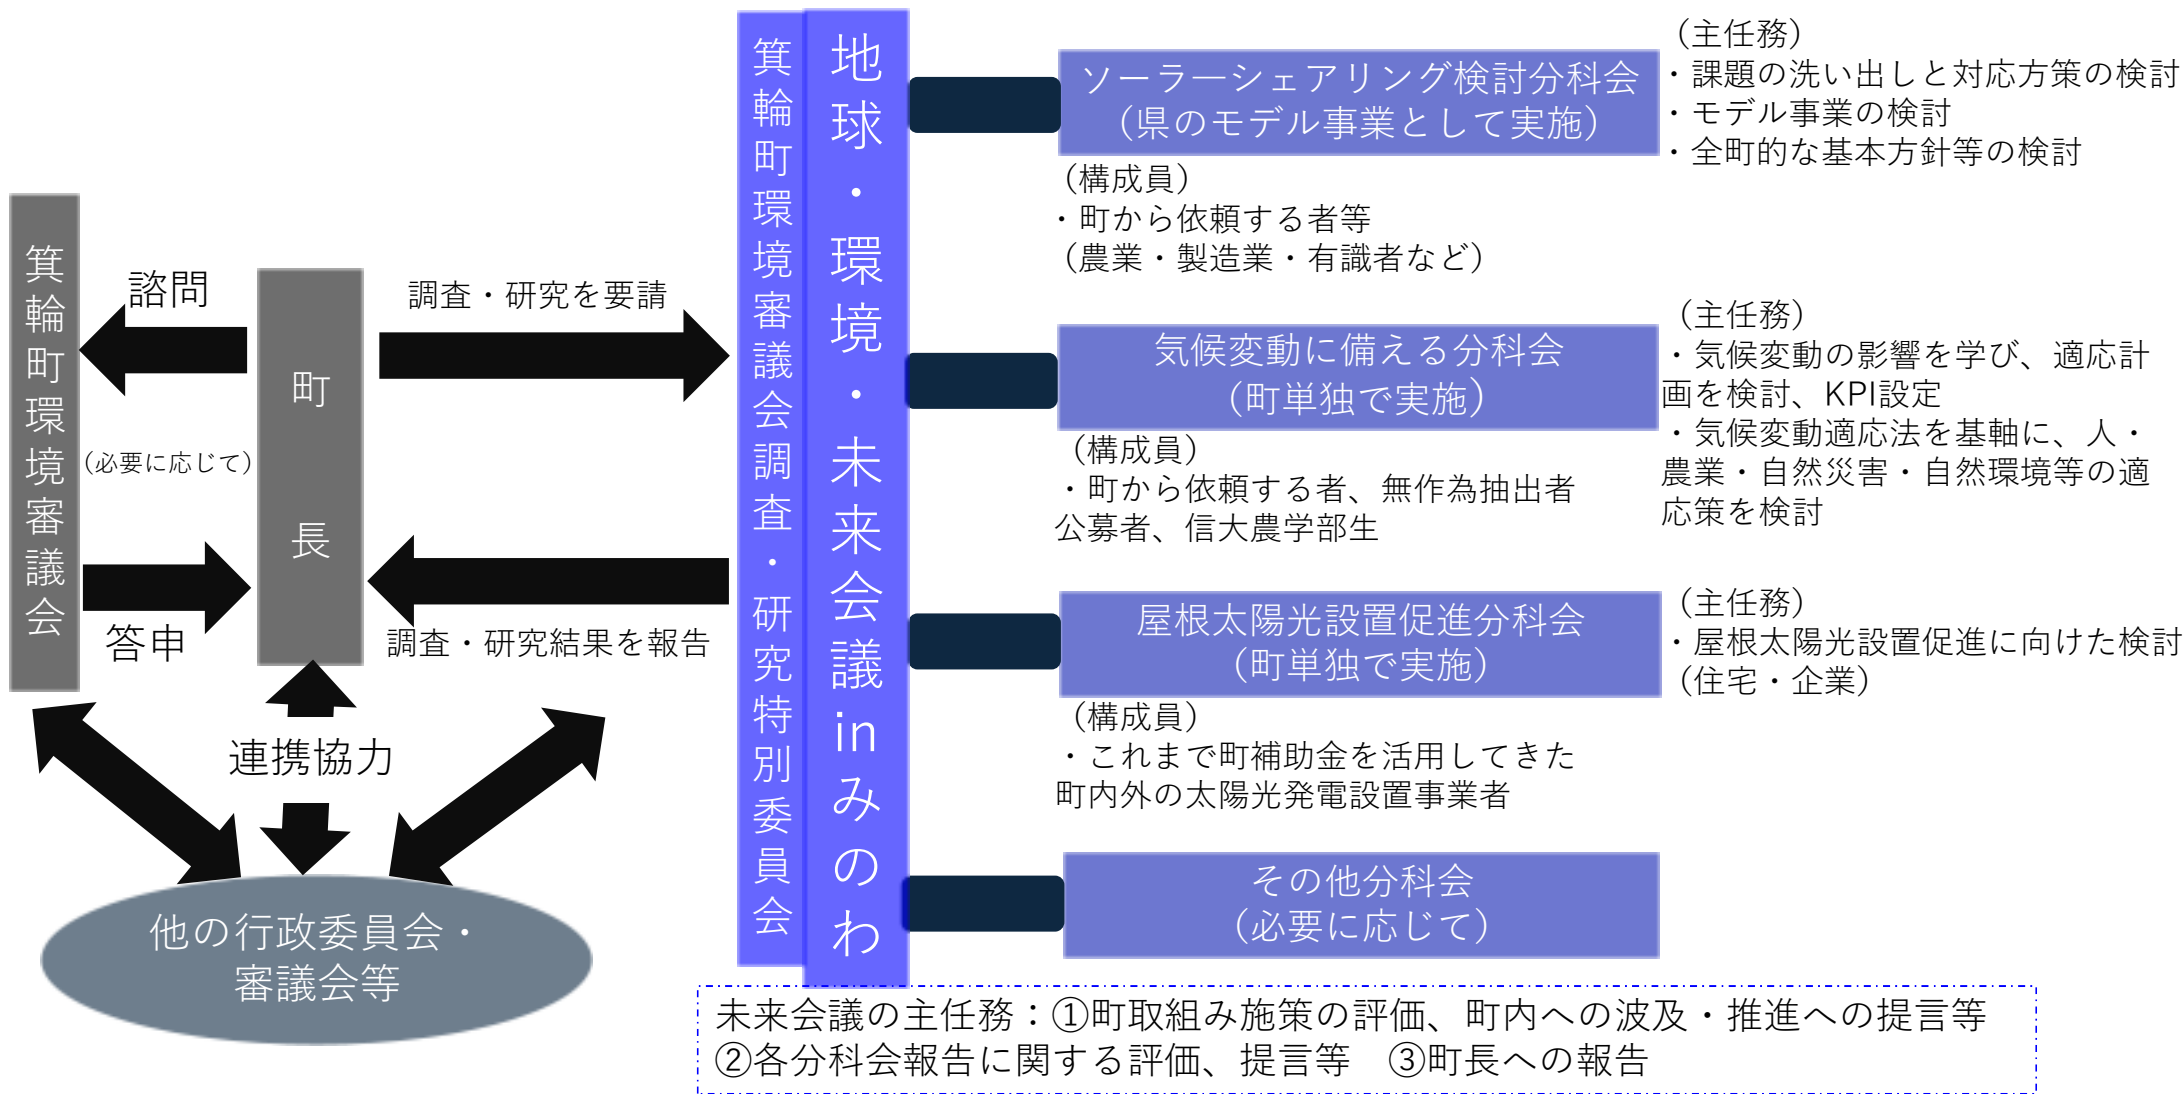 箕輪町環境審議会
諮問
(必要に応じて)
答申
町長
調査・研究を要請
調査・研究結果を報告
連携協力
他の行政委員会・
審議会等
箕輪町環境審議会調査・研究特別委員会
地球・環境・未来会議inみのわ
ソーラーシェアリング検討分科会
(県のモデル事業として実施)
(主任務)
・課題の洗い出しと対応方策の検討
・モデル事業の検討
・全町的な基本方針等の検討
(構成員)
・町から依頼する者等
(農業・製造業・有識者など)
気候変動に備える分科会
(町単独で実施)
(主任務)
・気候変動の影響を学び、適応計
画を検討、KPI設定
・気候変動適応法を基軸に、人・
農業・自然災害・自然環境等の適
応策を検討
(構成員)
・町から依頼する者、無作為抽出者
公募者、信大農学部生
屋根太陽光設置促進分科会
(町単独で実施)
(主任務)
・屋根太陽光設置促進に向けた検討
(住宅・企業)
(構成員)
・これまで町補助金を活用してきた
町内外の太陽光発電設置事業者
その他分科会
(必要に応じて)
未来会議の主任務：①町取組み施策の評価、町内への波及・推進への提言等
②各分科会報告に関する評価、提言等　③町長への報告